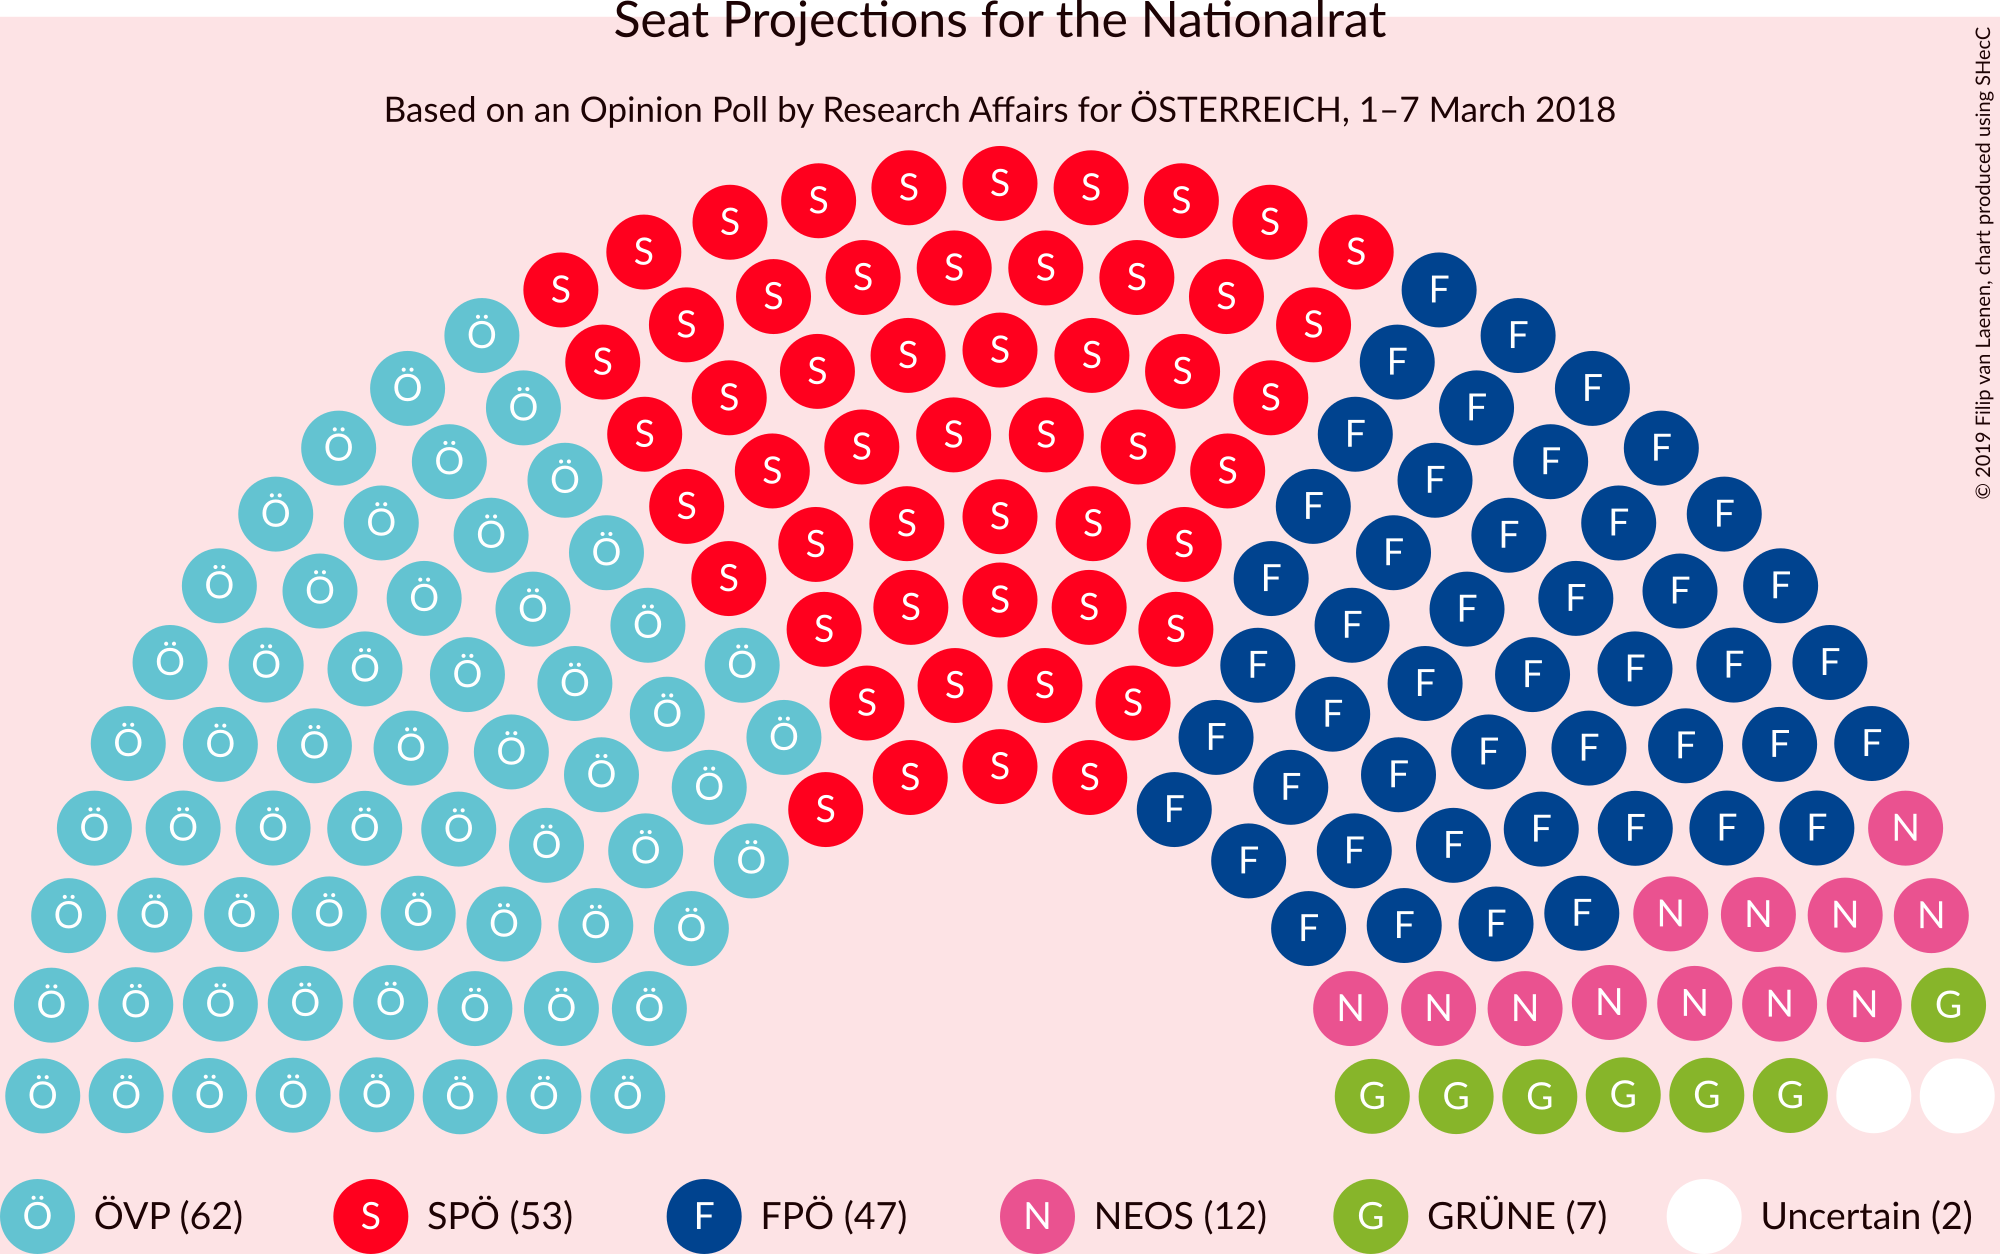 Seat Projections for the Nationalrat
Based on an Opinion Poll by Research Affairs for ÖSTERREICH, 1–7 March 2018
© 2019 Filip van Laenen, chart produced using SHecC
S S S S S S S S S S F
S S S S S S S S S F F
Ö S S S S S S S S F F F
Ö Ö S S S S S S S F F F F
Ö Ö Ö S S S S S S F F F F
Ö Ö Ö Ö S S S S S F F F F F
Ö Ö Ö Ö Ö S S S S F F F F F F
Ö Ö Ö Ö Ö Ö S S S S F F F F F F
Ö Ö Ö Ö Ö Ö Ö F F F F F F F
Ö Ö Ö Ö Ö Ö Ö Ö S F F F F F F F N
Ö Ö Ö Ö Ö Ö Ö Ö F F F F N N N N
Ö Ö Ö Ö Ö Ö Ö Ö N N N N N N N G
Ö Ö Ö Ö Ö Ö Ö Ö G G G G G G
Ö ÖVP (62) S SPÖ (53) F FPÖ (47) N NEOS (12) G GRÜNE (7) Uncertain (2)